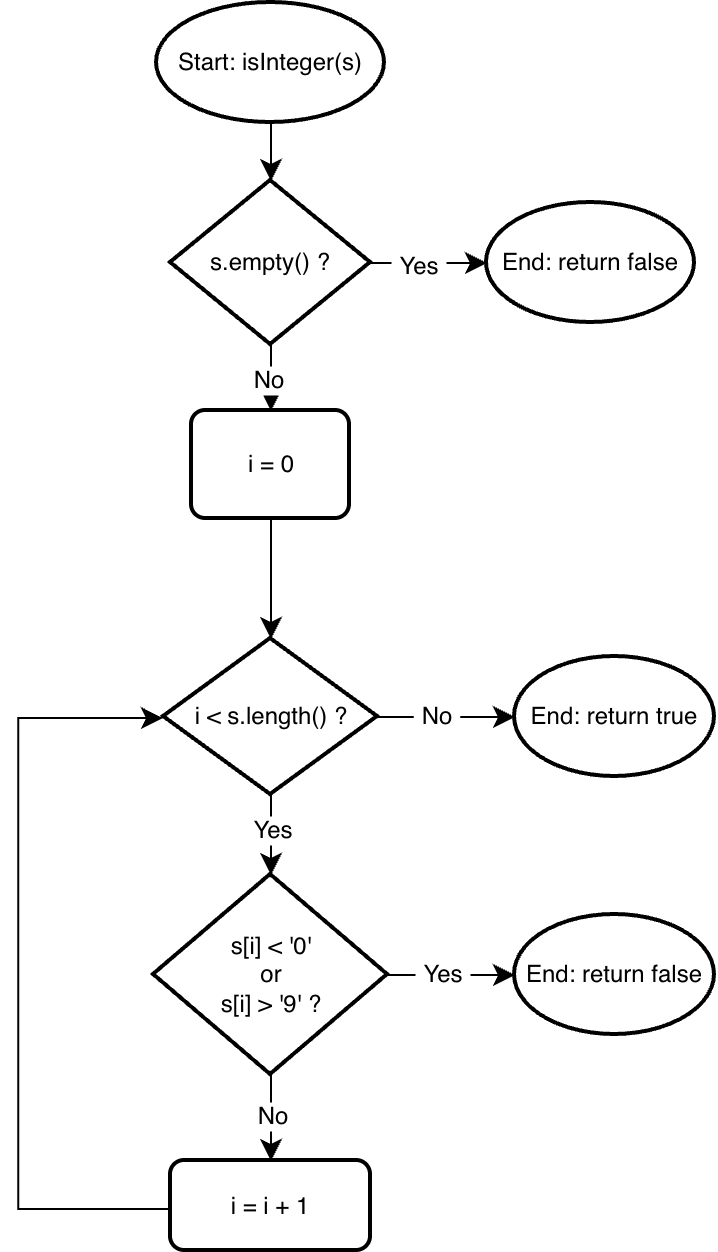 Start: isInteger(s)
s.empty() ?
Yes
End: return false
No
i = 0
i < s.length() ?
No
End: return true
Yes
s[i] < '0'
or
s[i] > '9' ?
Yes
End: return false
No
i = i + 1